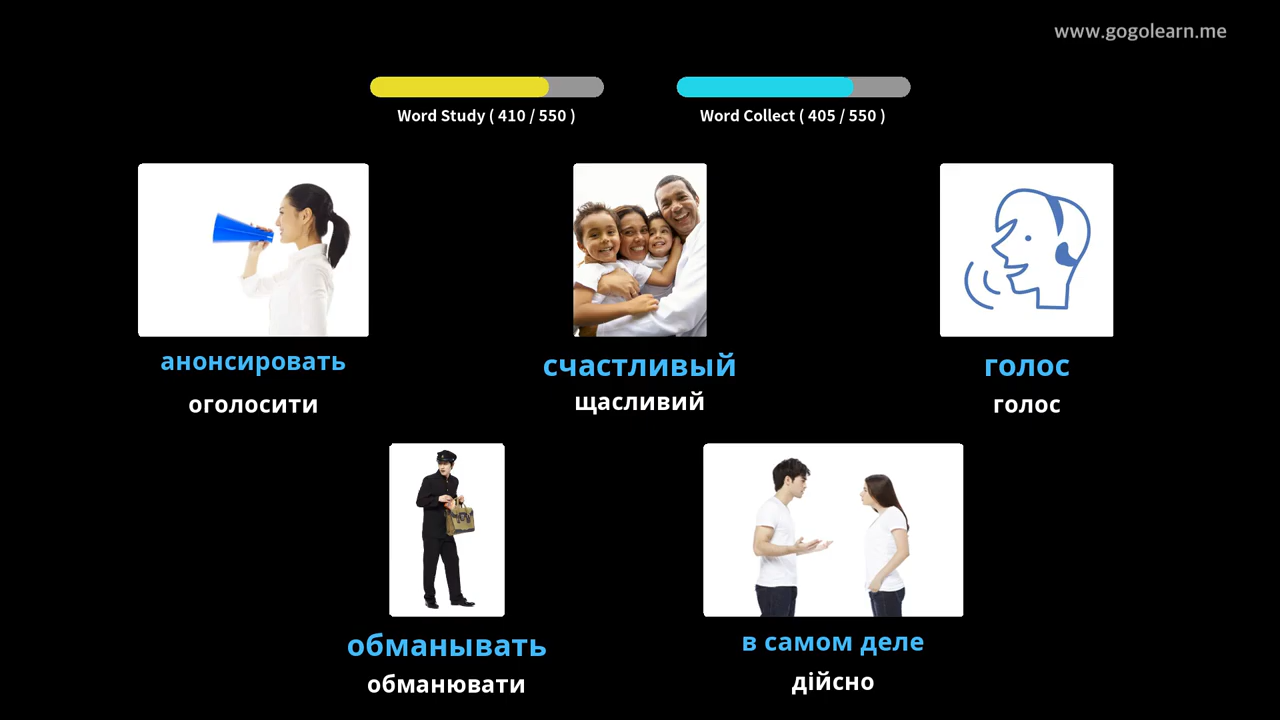 www.gogolearn.me
Word Study ( 410 / 550 )
Word Collect ( 405 / 550 )
анонсировать
оголосити
счастливый
щасливий
голос
голос
обманывать
обманювати
в самом деле
дійсно